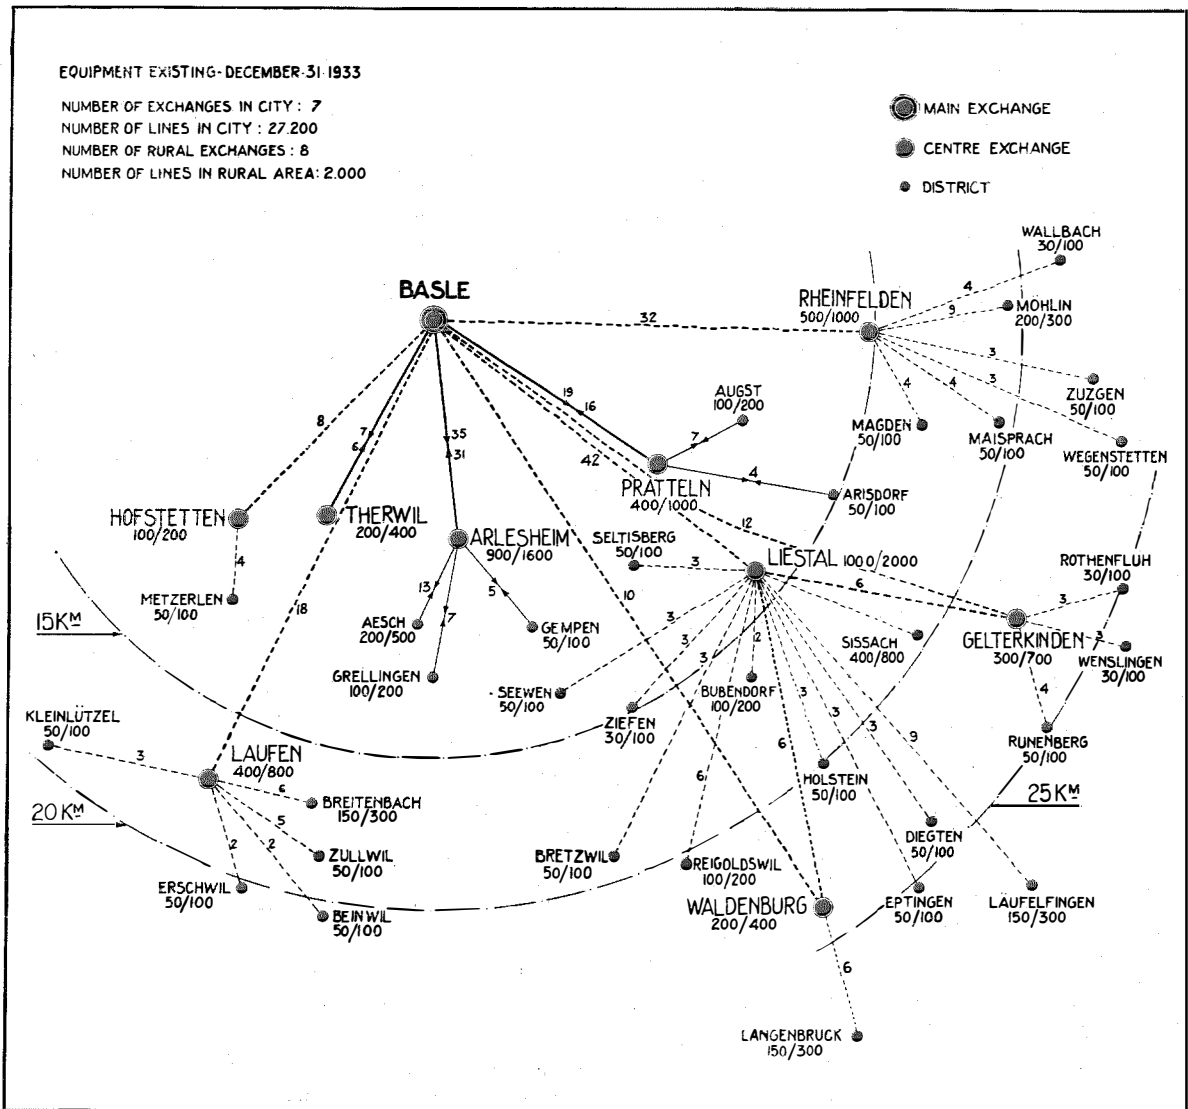 EQUIPMENT EXISTING-DECEMBER-31-1933
NUMBER OF EXCHANGES IN CITY: 7
NUMBER OF LINES IN CITY: 27.200
NUMBER OF RURAL EXCHANGES: 8
NUMBER OF LINES IN RURAL AREA: 2.000
MAIN EXCHANGE
CENTRE EXCHANGE
DISTRICT
WALLBACH
30/100
BASLE
RHEINFELDEN
500/1000
MÖHLIN
200/300
32
4
9
3
3
4
4
ZUZGEN
50/100
MAGDEN
50/100
MAISPRACH
50/100
WEGENSTETTEN
50/100
AUGST
100/200
19
16
7
4
8
7
6
35
31
42
PRATTELN
400/1000
ARISDORF
50/100
HOFSTETTEN
100/200
THERWIL
200/400
ARLESHEIM
900/1600
SELTISBERG
50/100
12
LIESTAL 1000/2000
ROTHENFLUH
30/100
4
METZERLEN
50/100
18
13
7
5
10
3
6
3
3
AESCH
200/500
GEMPEN
50/100
SISSACH
400/800
GELTERKINDEN
300/700
WENSLINGEN
30/100
15KM
GRELLINGEN
100/200
3
3
3
2
3
3
3
9
6
6
4
SEEWEN
50/100
ZIEFEN
30/100
BUBENDORF
100/200
RUNENBERG
50/100
KLEINLÜTZEL
50/100
3
LAUFEN
400/800
6
5
2
2
BREITENBACH
150/300
HOLSTEIN
50/100
20KM
25KM
ZULLWIL
50/100
BRETZWIL
50/100
REIGOLDSWIL
100/200
DIEGTEN
50/100
ERSCHWIL
50/100
BEINWIL
50/100
WALDENBURG
200/400
EPTINGEN
50/100
LÄUFELFINGEN
150/300
6
LANGENBRUCK
150/300